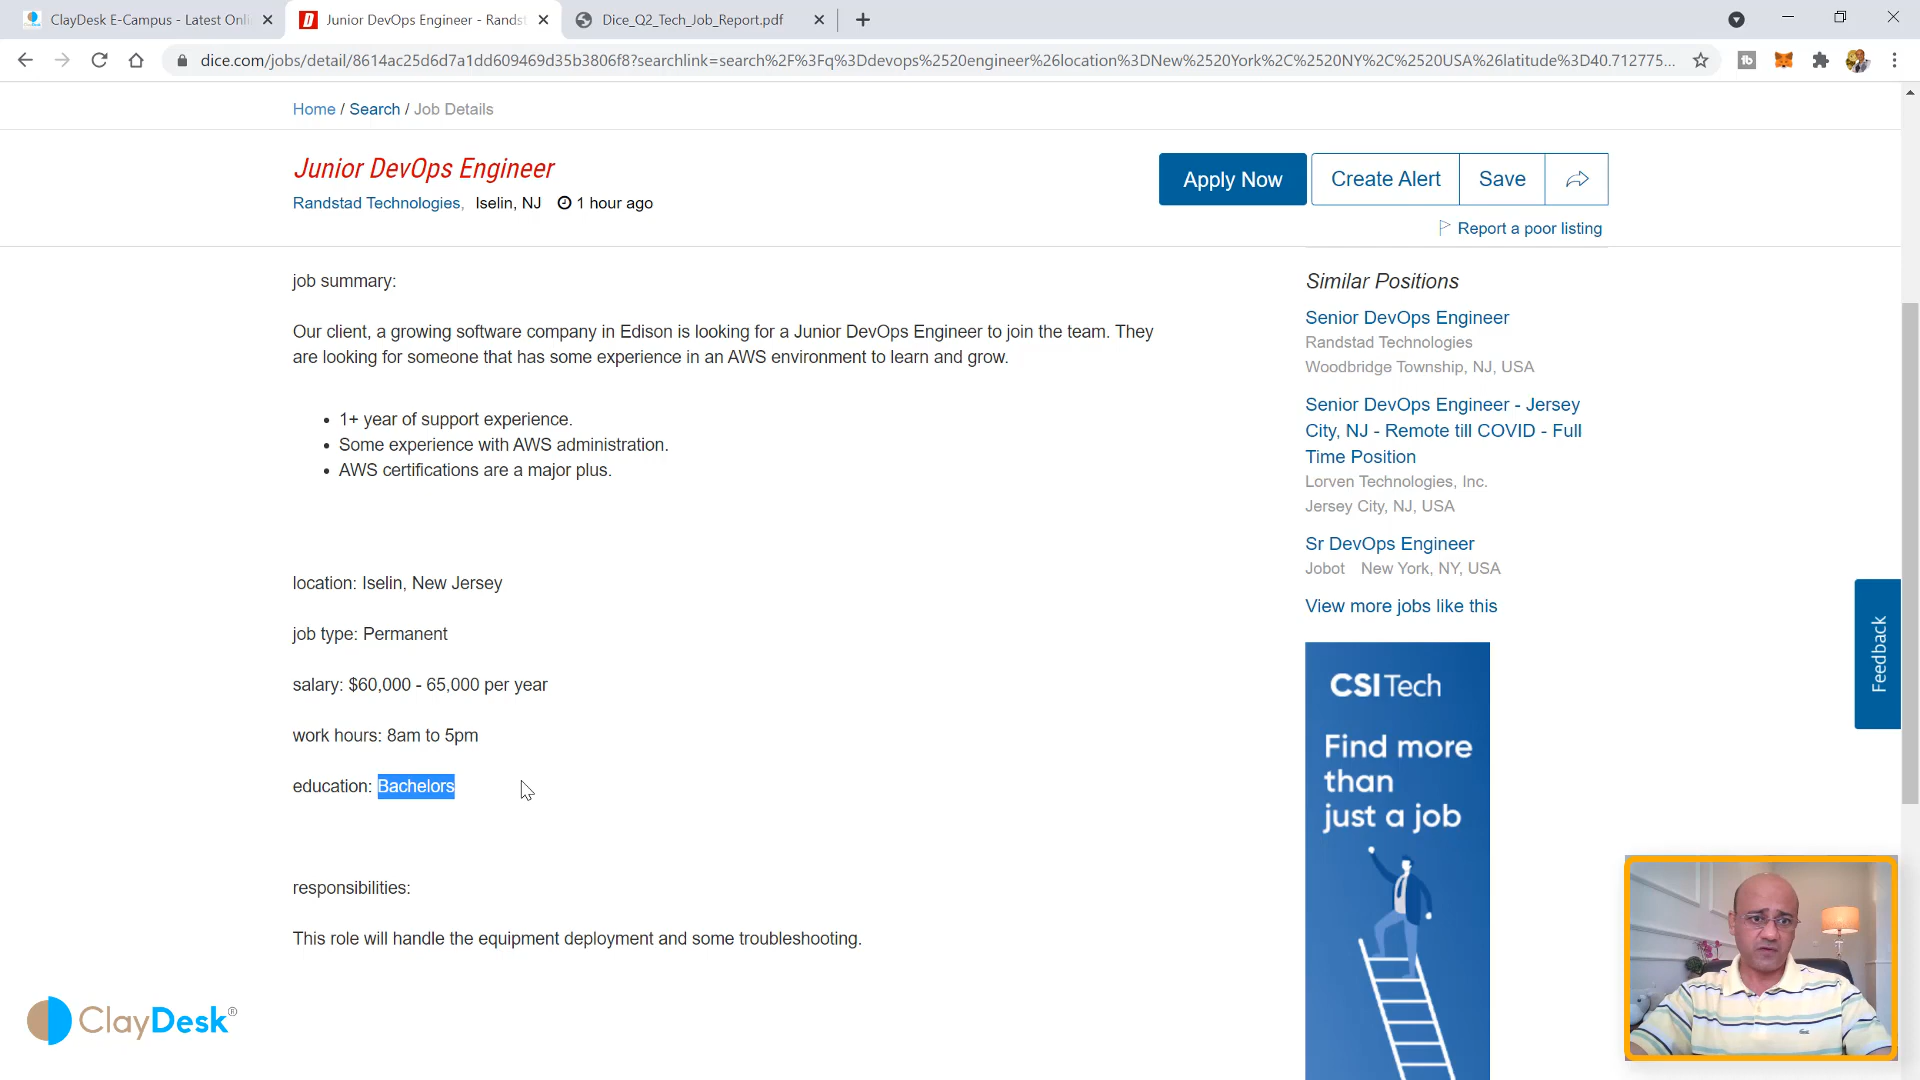 ClayDesk E-Campus - Latest Onli
Junior DevOps Engineer - Randst
Dice_Q2_Tech_Job_Report.pdf
dice.com/jobs/detail/8614ac25d6d7a1dd609469d35b3806f8?searchlink=search%2F%3Fq%3Ddevops%2520engineer%26location%3DNew%2520York%2C%2520NY%2C%2520USA%26latitude%3D40.712775...
Home / Search / Job Details
Junior DevOps Engineer
Randstad Technologies, Iselin, NJ 1 hour ago
Apply Now
Create Alert
Save
Report a poor listing
job summary:
Our client, a growing software company in Edison is looking for a Junior DevOps Engineer to join the team. They
are looking for someone that has some experience in an AWS environment to learn and grow.
• 1+ year of support experience.
• Some experience with AWS administration.
• AWS certifications are a major plus.
location: Iselin, New Jersey
job type: Permanent
salary: $60,000 - 65,000 per year
work hours: 8am to 5pm
education: Bachelors
responsibilities:
This role will handle the equipment deployment and some troubleshooting.
Similar Positions
Senior DevOps Engineer
Randstad Technologies
Woodbridge Township, NJ, USA
Senior DevOps Engineer - Jersey
City, NJ - Remote till COVID - Full
Time Position
Lorven Technologies, Inc.
Jersey City, NJ, USA
Sr DevOps Engineer
Jobot New York, NY, USA
View more jobs like this
CSI Tech
Find more
than
just a job
Feedback
ClayDesk®